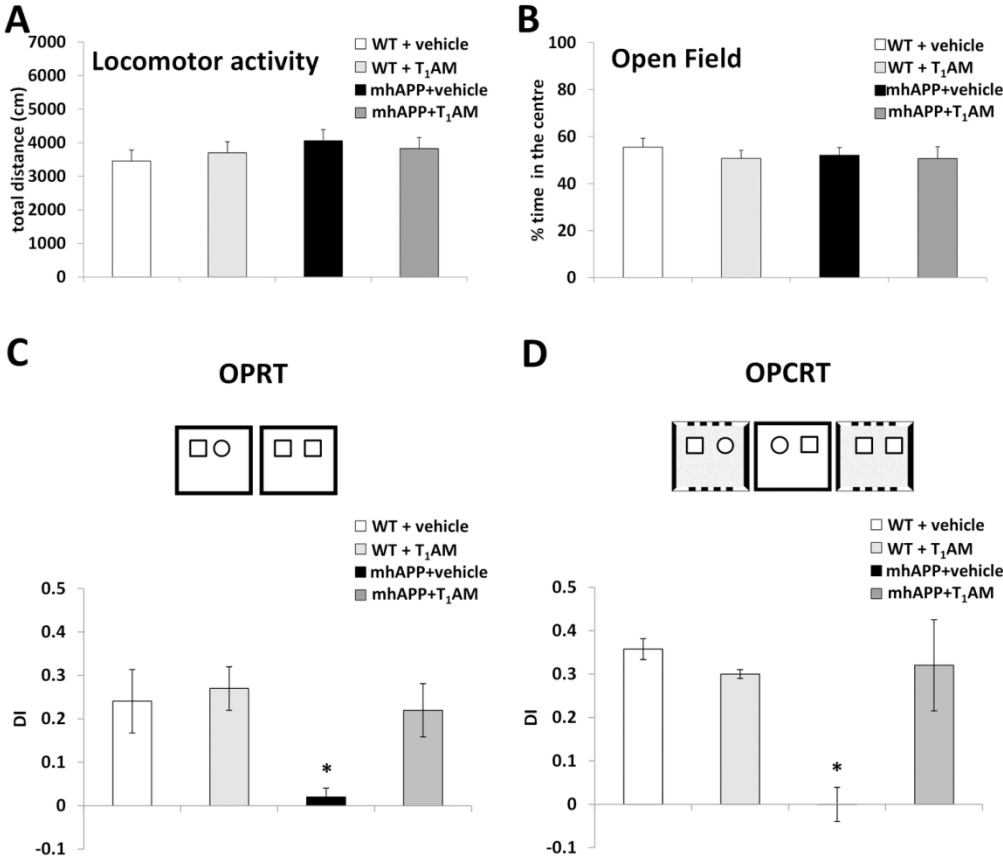 A
Locomotor activity
WT + vehicle
WT + T₁AM
mhAPP+vehicle
mhAPP+T₁AM
total distance (cm)
7000
6000
5000
4000
3000
2000
1000
0
B
Open Field
WT + vehicle
WT + T₁AM
mhAPP+vehicle
mhAPP+T₁AM
% time in the centre
100
80
60
40
20
0
C
OPRT
WT + vehicle
WT + T₁AM
mhAPP+vehicle
mhAPP+T₁AM
DI
0.5
0.4
0.3
0.2
0.1
0
-0.1
*
D
OPCRT
WT + vehicle
WT + T₁AM
mhAPP+vehicle
mhAPP+T₁AM
DI
0.5
0.4
0.3
0.2
0.1
0
-0.1
*